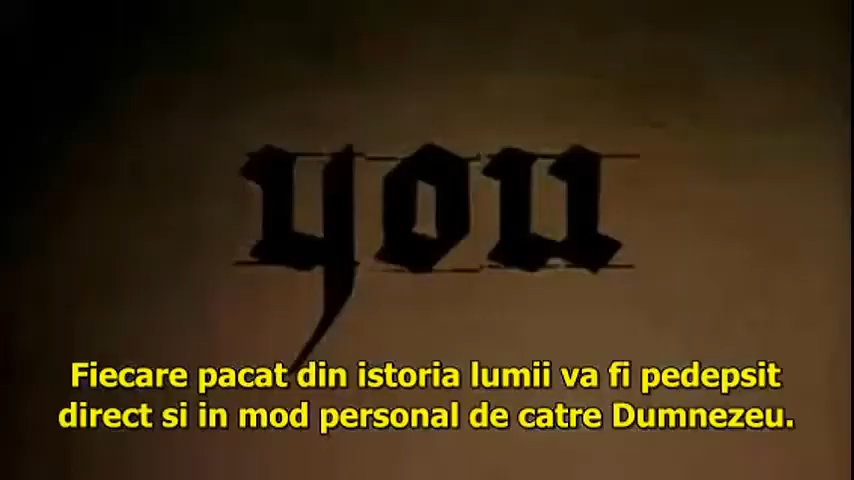 you
Fiecare pacat din istoria lumii va fi pedepsit
direct si in mod personal de catre Dumnezeu.